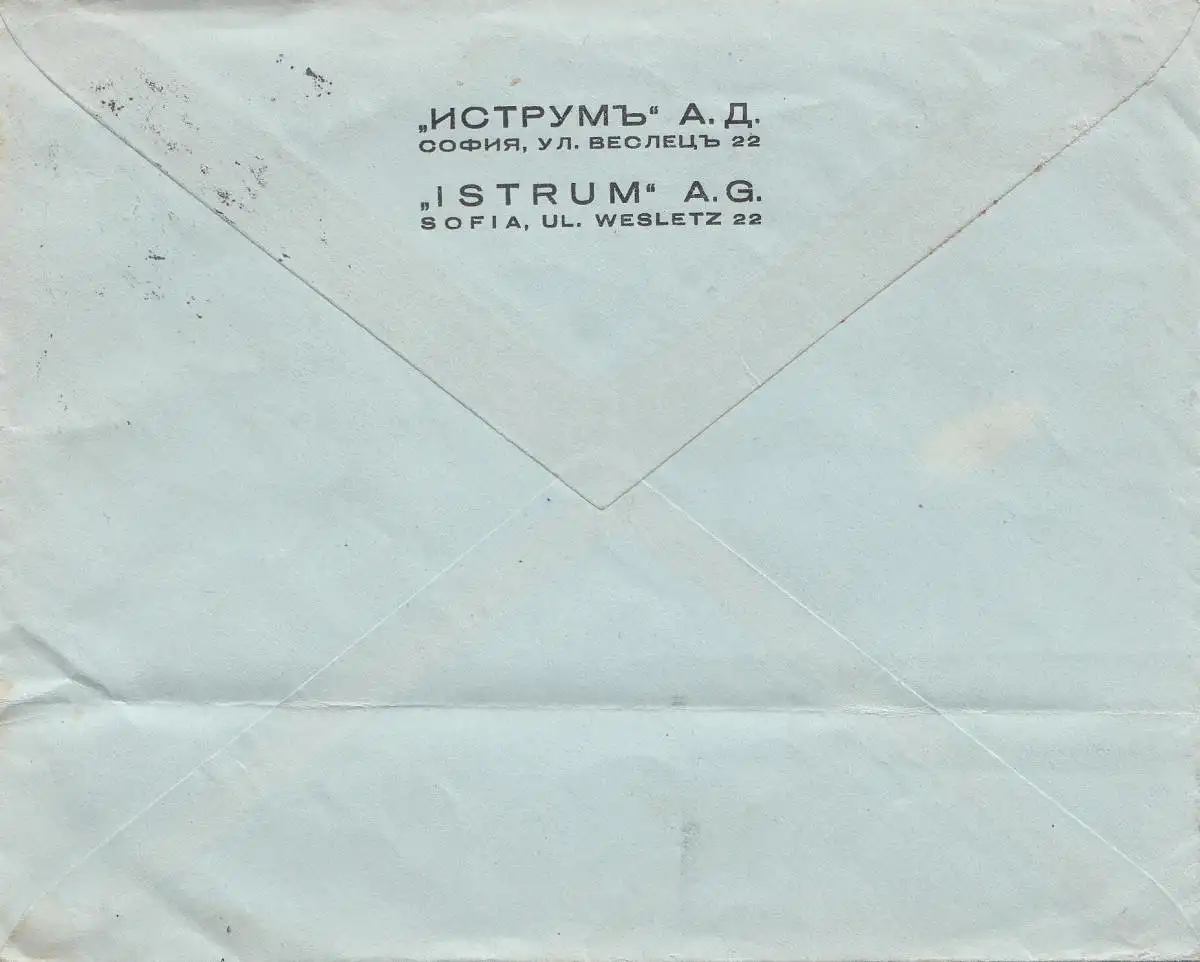 „ИСТРУМЪ“ А. Д.
СОФИЯ, УЛ. ВЕСЛЕЦЪ 22
„ISTRUM“ A. G.
SOFIA, UL. WESLETZ 22